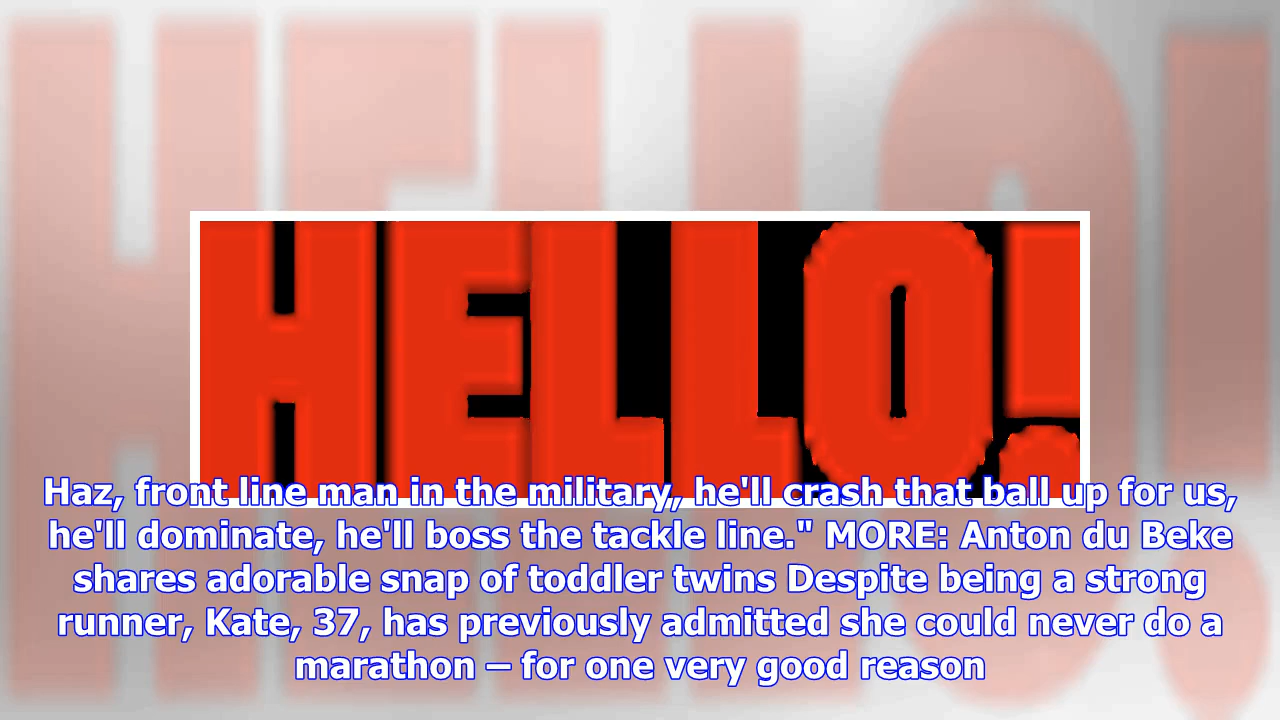 HELLO!
Haz, front line man in the military, he'll crash that ball up for us,
he'll dominate, he'll boss the tackle line." MORE: Anton du Beke
shares adorable snap of toddler twins Despite being a strong
runner, Kate, 37, has previously admitted she could never do a
marathon – for one very good reason